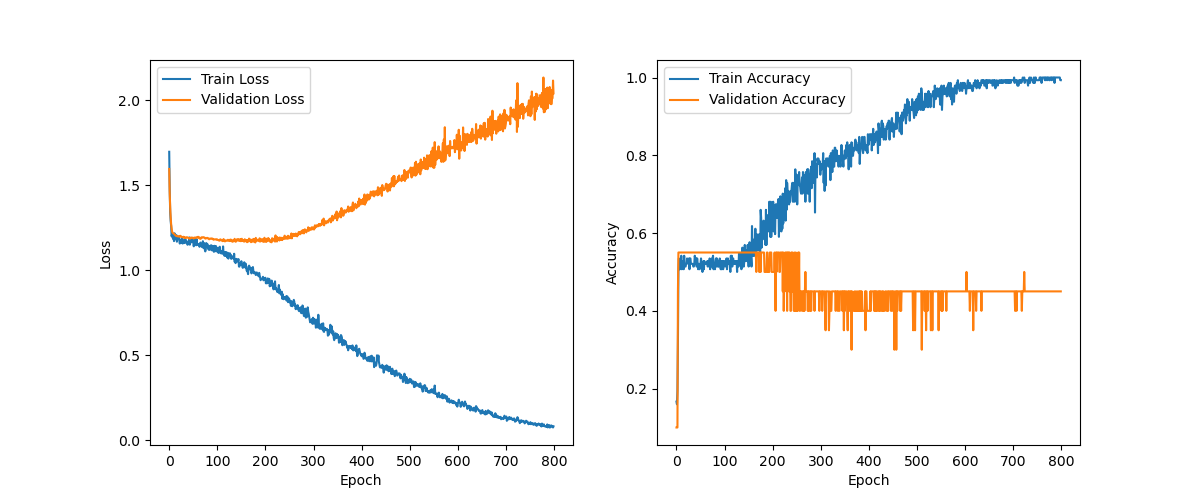 Train Loss
Validation Loss
2.0
1.5
1.0
0.5
0.0
Loss
0 100 200 300 400 500 600 700 800
Epoch
Train Accuracy
Validation Accuracy
1.0
0.8
0.6
0.4
0.2
Accuracy
0 100 200 300 400 500 600 700 800
Epoch